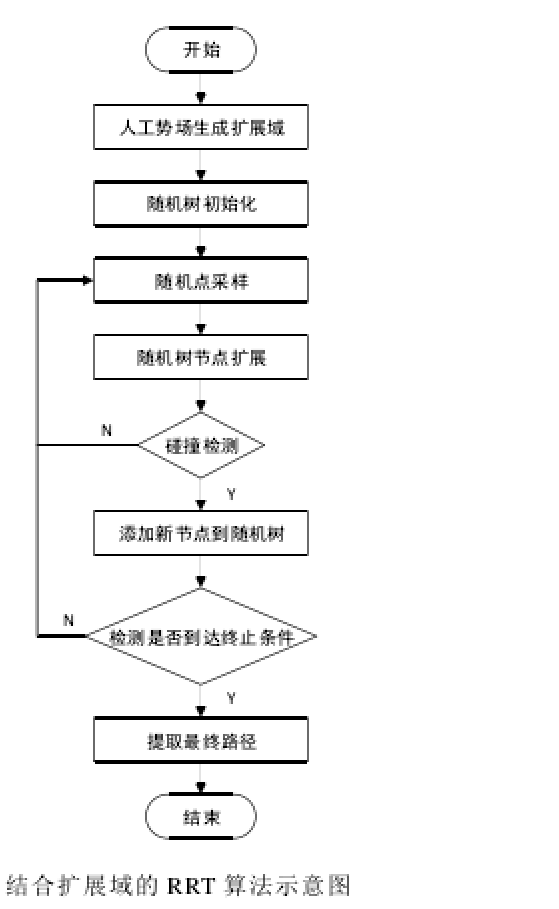 开始
人工势场生成扩展域
随机树初始化
随机点采样
随机树节点扩展
N
碰撞检测
Y
添加新节点到随机树
N
检测是否到达终止条件
Y
提取最终路径
结束
结合扩展域的 RRT 算法示意图